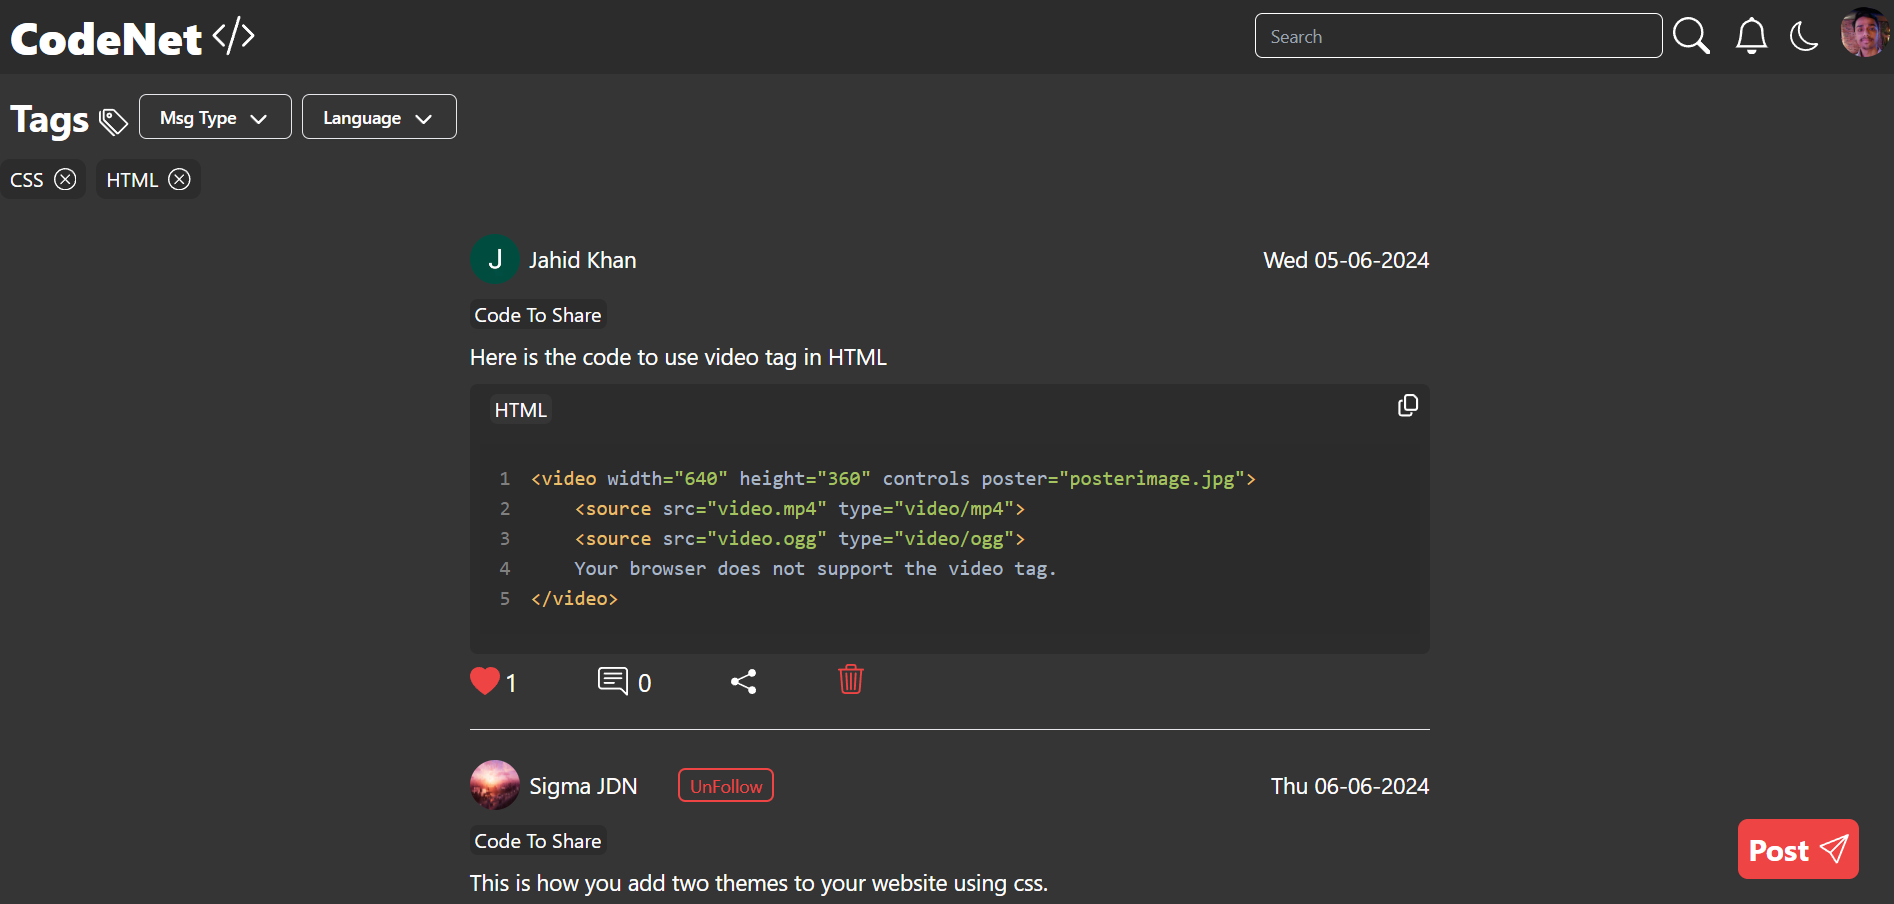 CodeNet </>
Search
Tags
Msg Type
Language
CSS
HTML
J
Jahid Khan
Wed 05-06-2024
Code To Share
Here is the code to use video tag in HTML
HTML
1 <video width="640" height="360" controls poster="posterimage.jpg">
2     <source src="video.mp4" type="video/mp4">
3     <source src="video.ogg" type="video/ogg">
4     Your browser does not support the video tag.
5 </video>
1
0
Sigma JDN
UnFollow
Thu 06-06-2024
Code To Share
This is how you add two themes to your website using css.
Post